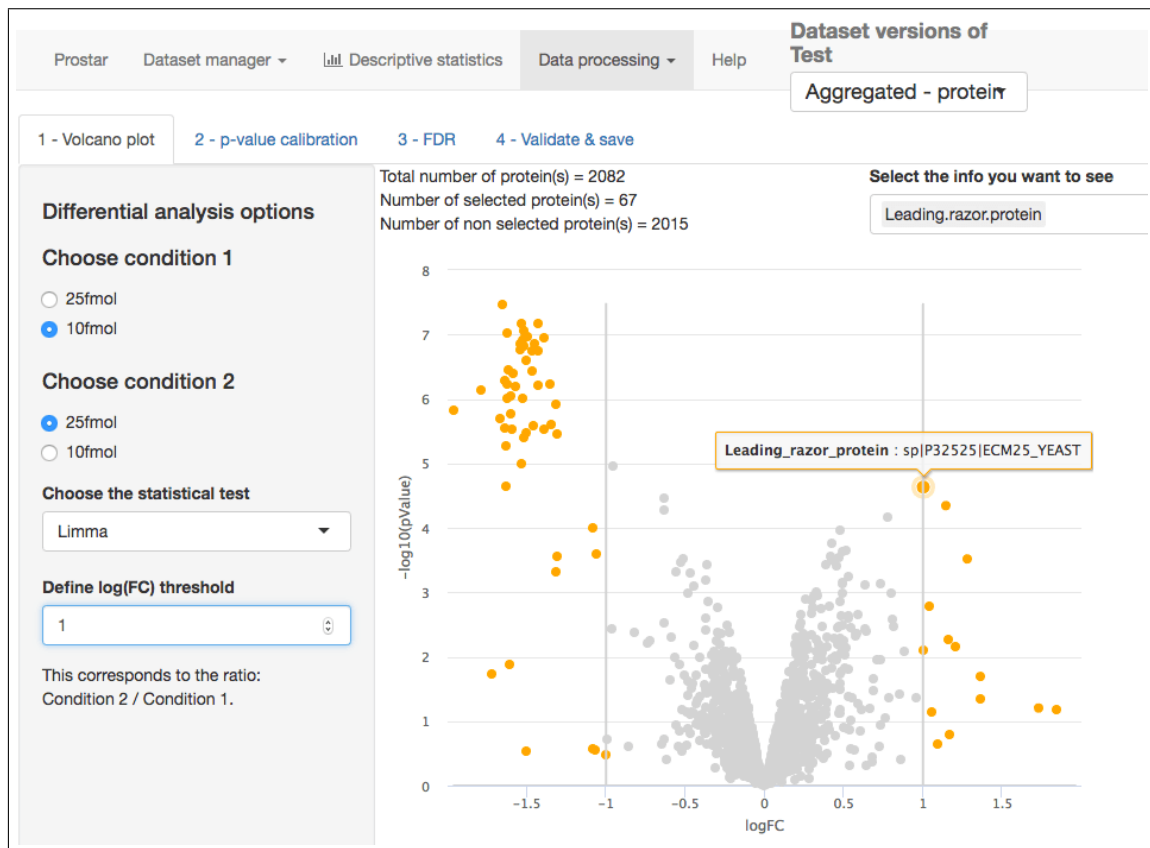 Prostar Dataset manager Descriptive statistics Data processing Help
Dataset versions of
Test
Aggregated - protein
1 - Volcano plot 2 - p-value calibration 3 - FDR 4 - Validate & save
Differential analysis options
Choose condition 1
25fmol
10fmol
Choose condition 2
25fmol
10fmol
Choose the statistical test
Limma
Define log(FC) threshold
1
This corresponds to the ratio:
Condition 2 / Condition 1.
Total number of protein(s) = 2082
Number of selected protein(s) = 67
Number of non selected protein(s) = 2015
Select the info you want to see
Leading.razor.protein
8
7
6
5
4
3
2
1
0
-log10(pValue)
Leading_razor_protein : sp|P32525|ECM25_YEAST
-1.5 -1 -0.5 0 0.5 1 1.5
logFC